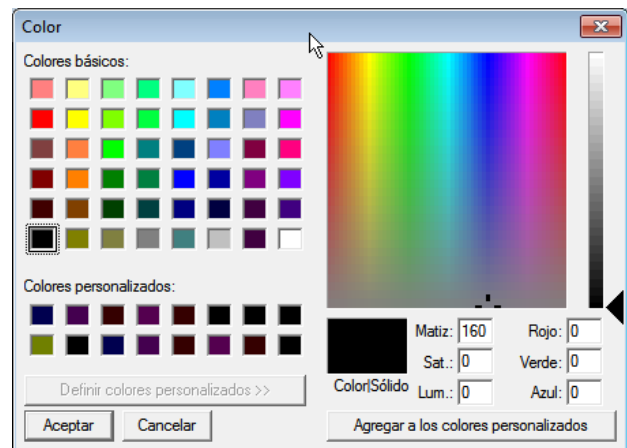 Color
Colores básicos:
Colores personalizados:
Definir colores personalizados >>
Aceptar
Cancelar
Color|Sólido
Matiz: 160
Sat.: 0
Lum.: 0
Rojo: 0
Verde: 0
Azul: 0
Agregar a los colores personalizados